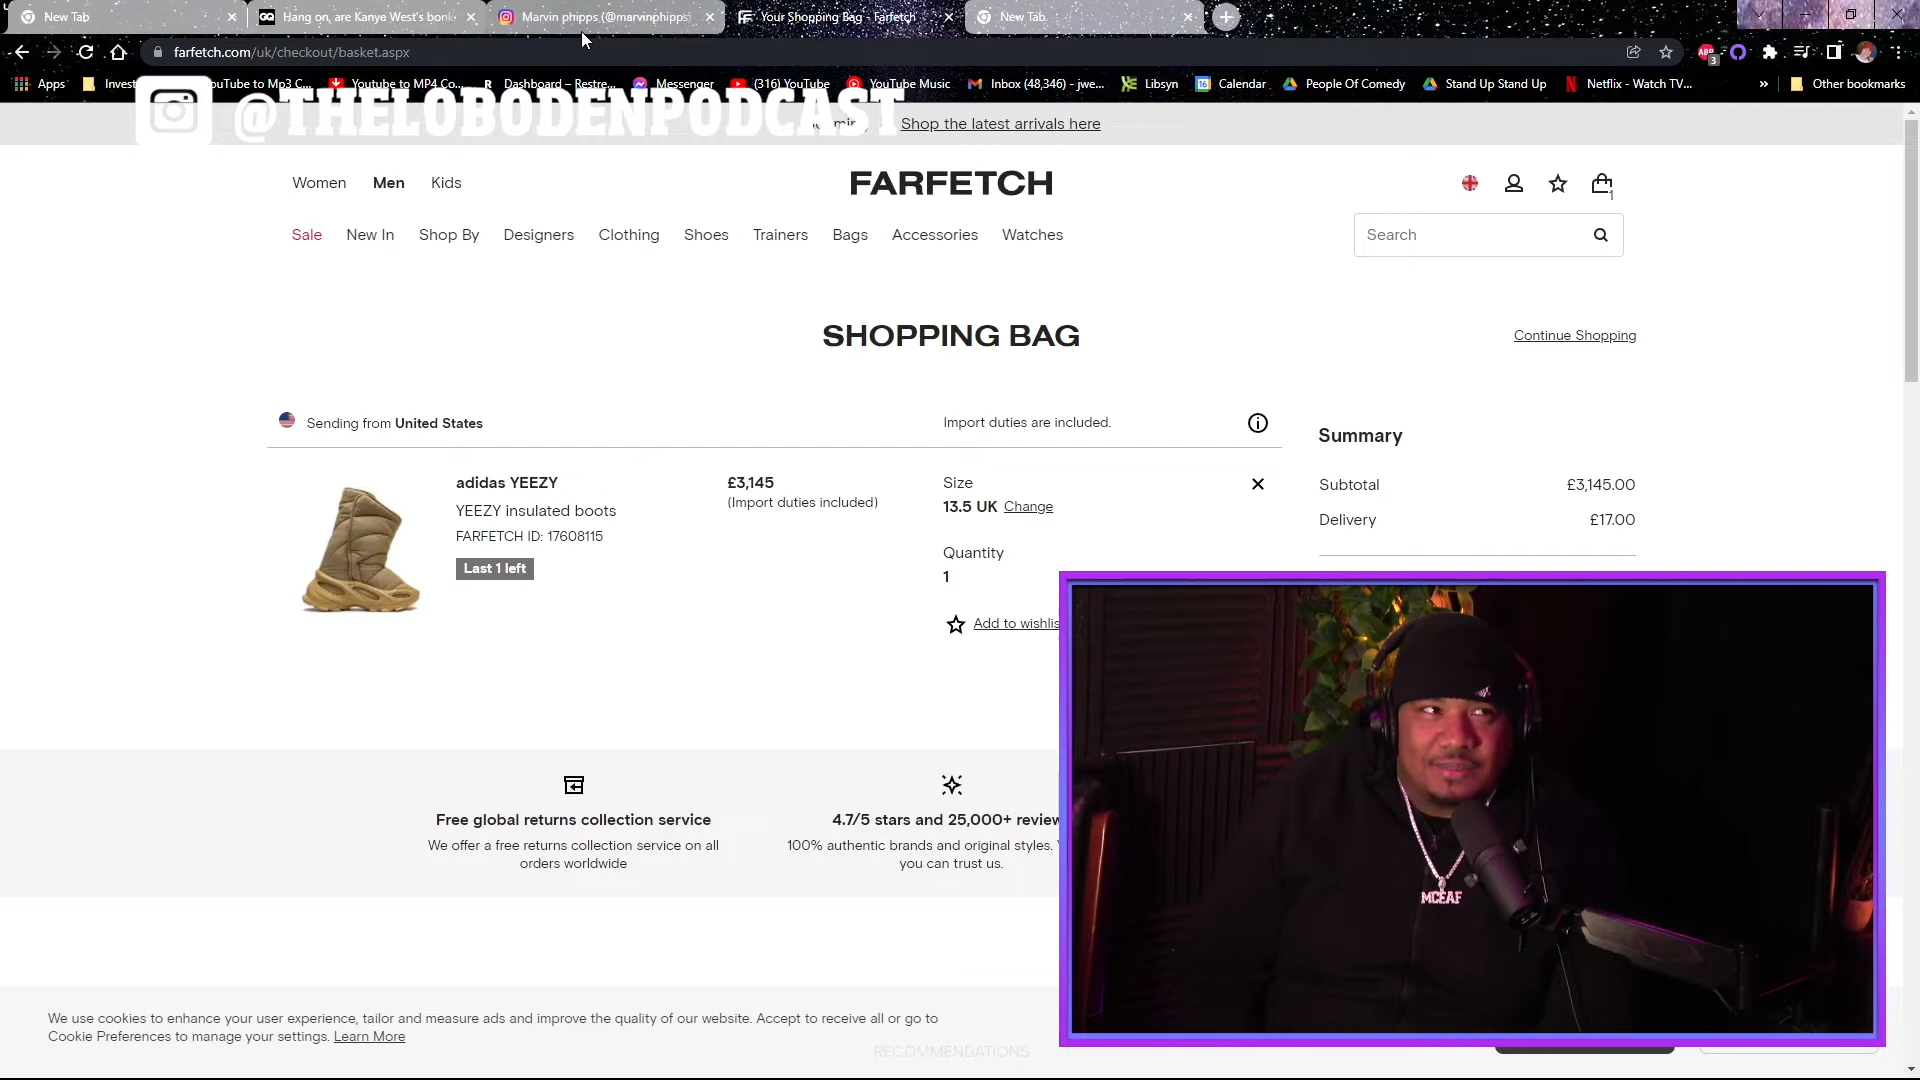 New Tab
Hang on, are Kanye West's bonk
Marvin phipps (@marvinphipps)
Your Shopping Bag - Farfetch
New Tab
farfetch.com/uk/checkout/basket.aspx
3
Apps
Invest
YouTube to Mp3 C...
Youtube to MP4 Co...
Dashboard – Restre...
Messenger
(316) YouTube
YouTube Music
Inbox (48,346) - jwe...
Libsyn
16
Calendar
People Of Comedy
Stand Up Stand Up
Netflix - Watch TV...
»
Other bookmarks
@THELOBODENPODCAST
Shop the latest arrivals here
Women Men Kids
FARFETCH
1
Sale New In Shop By Designers Clothing Shoes Trainers Bags Accessories Watches
Search
SHOPPING BAG
Continue Shopping
Sending from United States
Import duties are included.
adidas YEEZY
YEEZY insulated boots
FARFETCH ID: 17608115
Last 1 left
£3,145
(Import duties included)
Size
13.5 UK Change
Quantity
1
Add to wishlis
Summary
Subtotal £3,145.00
Delivery £17.00
Free global returns collection service
We offer a free returns collection service on all
orders worldwide
4.7/5 stars and 25,000+ review
100% authentic brands and original styles.
you can trust us.
MCEAF
We use cookies to enhance your user experience, tailor and measure ads and improve the quality of our website. Accept to receive all or go to
Cookie Preferences to manage your settings. Learn More
RECOMMENDATIONS